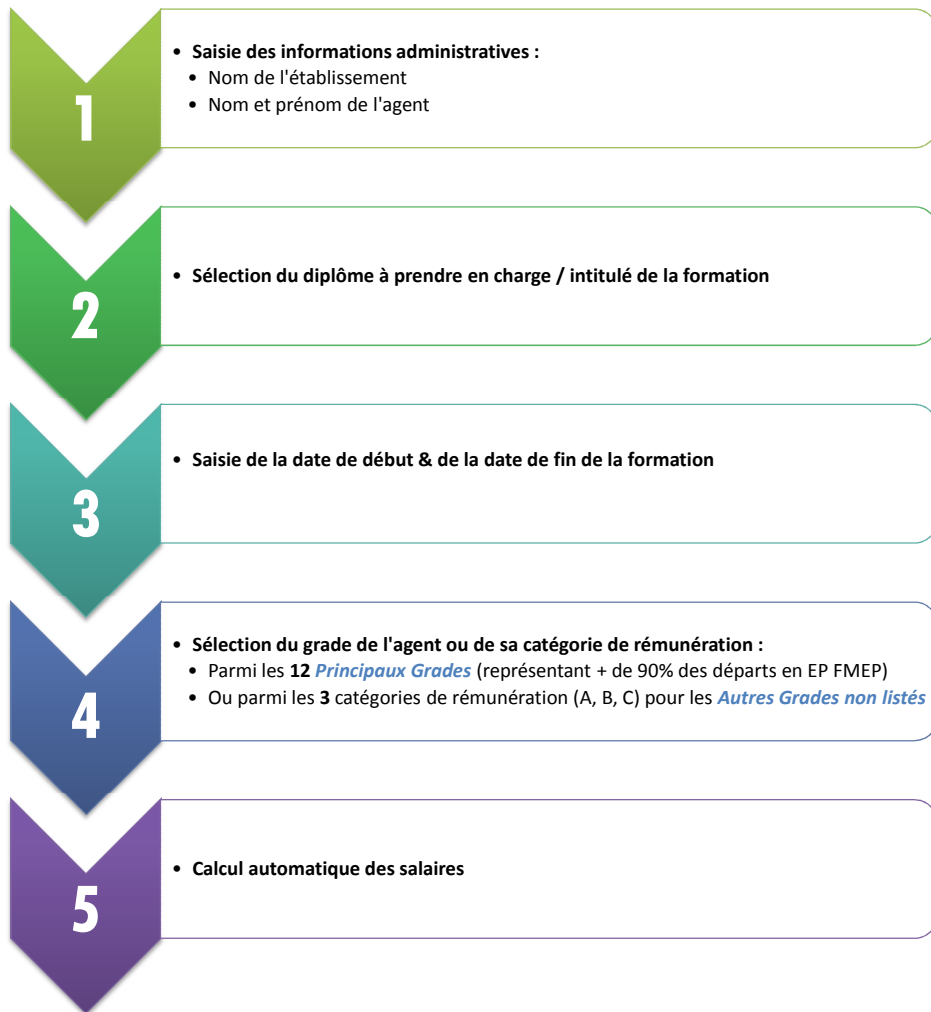 1
• Saisie des informations administratives :
• Nom de l'établissement
• Nom et prénom de l'agent
2
• Sélection du diplôme à prendre en charge / intitulé de la formation
3
• Saisie de la date de début & de la date de fin de la formation
4
• Sélection du grade de l'agent ou de sa catégorie de rémunération :
• Parmi les 12 Principaux Grades (représentant + de 90% des départs en EP FMEP)
• Ou parmi les 3 catégories de rémunération (A, B, C) pour les Autres Grades non listés
5
• Calcul automatique des salaires